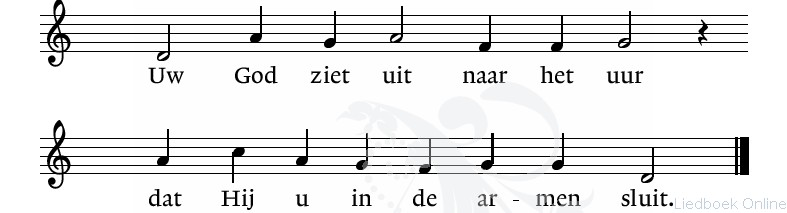 Uw God ziet uit naar het uur
dat Hij u in de ar - men sluit.
Liedboek Online